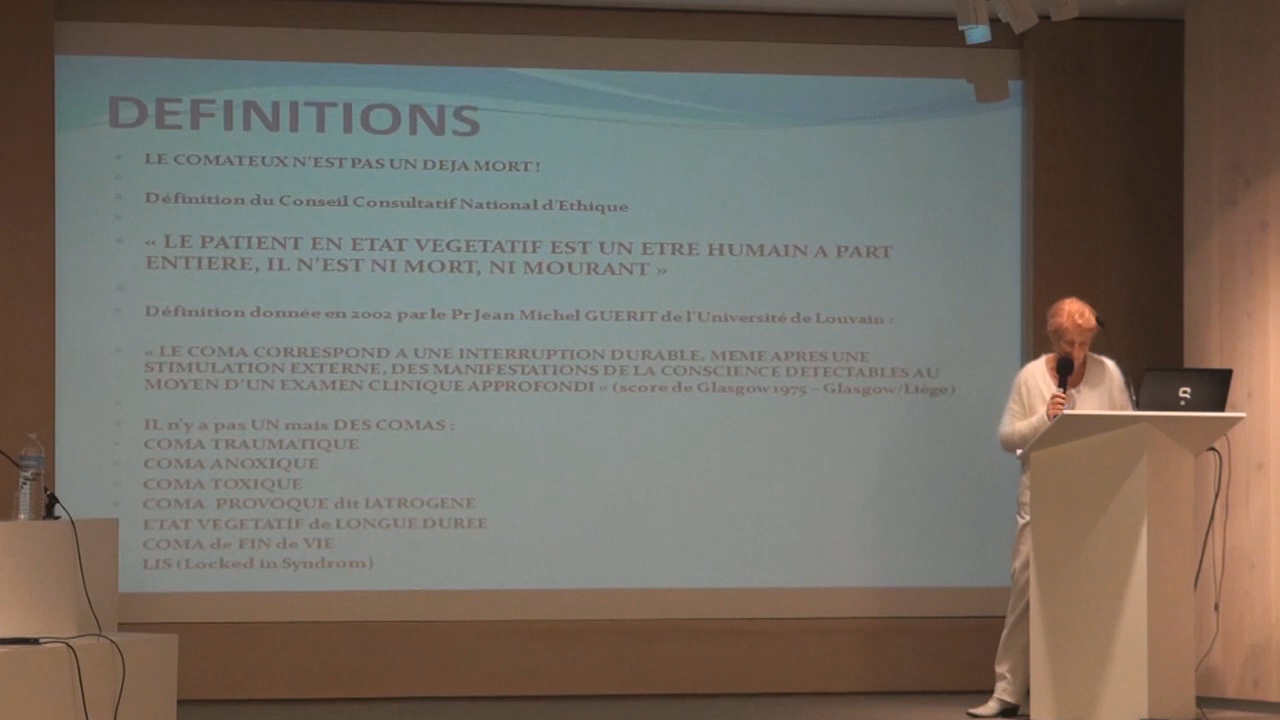 DEFINITIONS
LE COMATEUX N'EST PAS UN DEJA MORT !
Définition du Conseil Consultatif National d'Ethique
« LE PATIENT EN ETAT VEGETATIF EST UN ETRE HUMAIN A PART
ENTIERE, IL N'EST NI MORT, NI MOURANT »
Définition donnée en 2002 par le Pr Jean Michel GUERIT de l'Université de Louvain :
« LE COMA CORRESPOND A UNE INTERRUPTION DURABLE, MEME APRES UNE
STIMULATION EXTERNE, DES MANIFESTATIONS DE LA CONSCIENCE DETECTABLES AU
MOYEN D'UN EXAMEN CLINIQUE APPROFONDI « (score de Glasgow 1975 – Glasgow/Liège)
IL n'y a pas UN mais DES COMAS :
COMA TRAUMATIQUE
COMA ANOXIQUE
COMA TOXIQUE
COMA PROVOQUE dit IATROGENE
ETAT VEGETATIF de LONGUE DUREE
COMA de FIN de VIE
LIS (Locked in Syndrom)